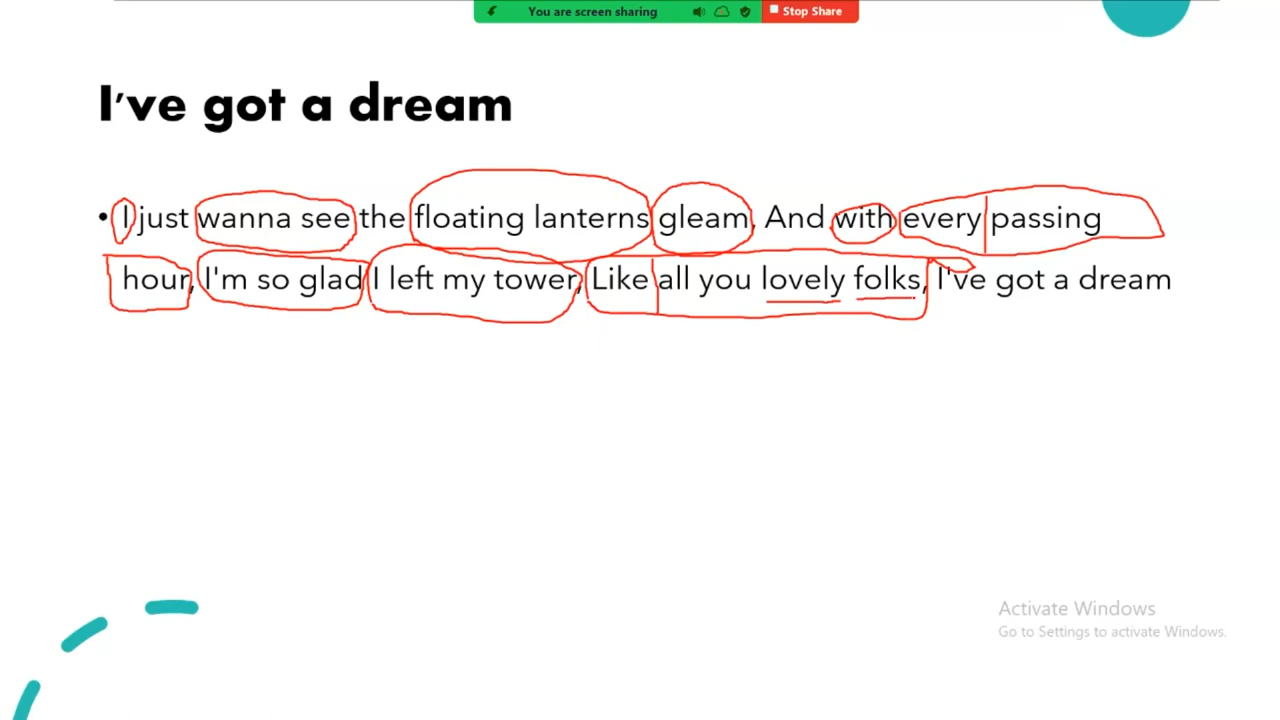 You are screen sharing Stop Share
I've got a dream
• I just wanna see the floating lanterns gleam, And with every passing
hour, I'm so glad I left my tower, Like all you lovely folks, I've got a dream
Activate Windows
Go to Settings to activate Windows.